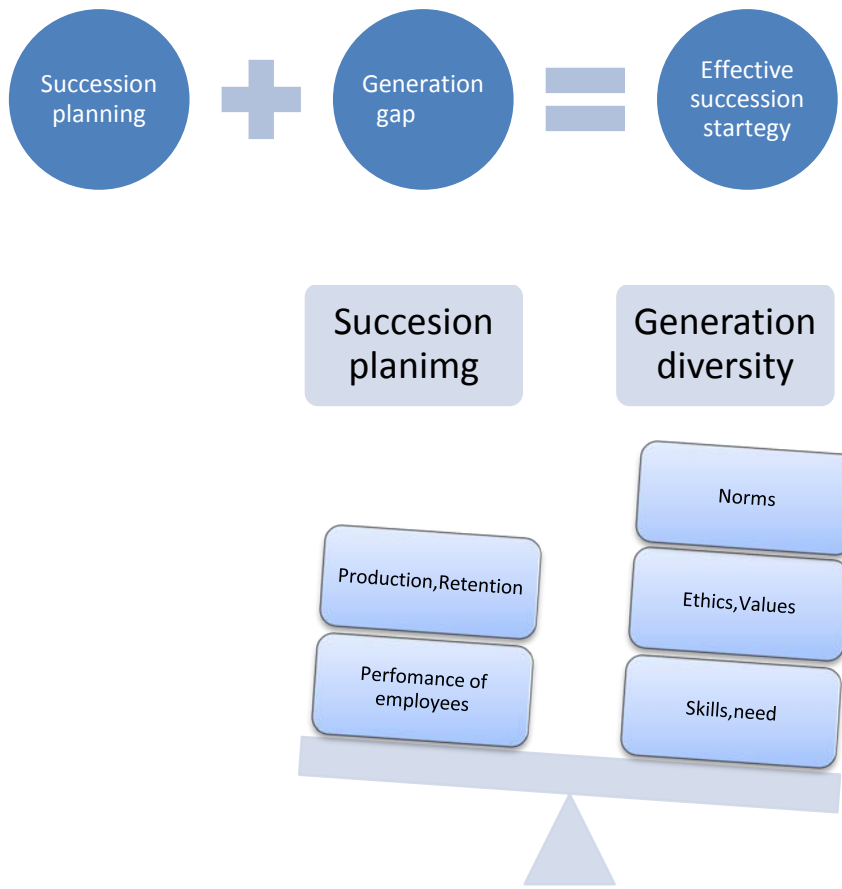 Succession
planning
Generation
gap
Effective
succession
startegy
Succesion
planimg
Generation
diversity
Norms
Production,Retention
Ethics,Values
Perfomance of
employees
Skills,need